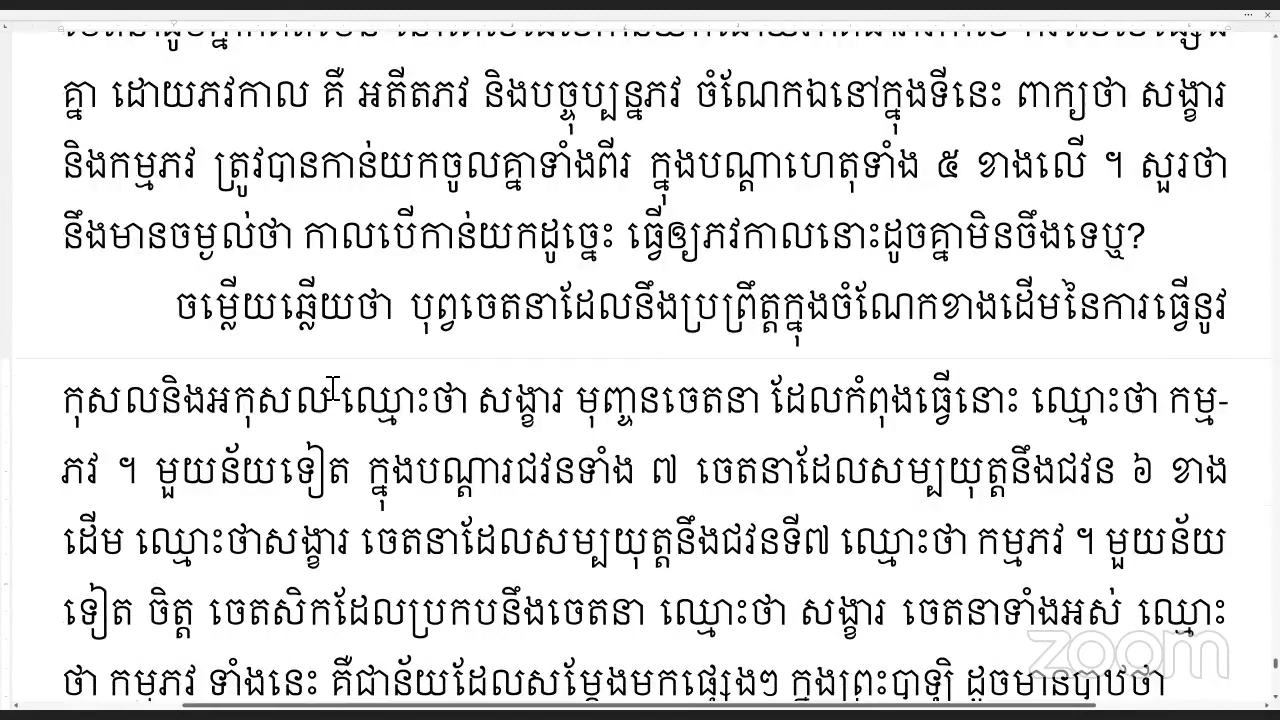 គ្នា ដោយភវកាល គឺ អតីតភវ និងបច្ចុប្បន្នភវ ចំណែកឯនៅក្នុងទីនេះ ពាក្យថា សង្ខារ
និងកម្មភវ ត្រូវបានកាន់យកចូលគ្នាទាំងពីរ ក្នុងបណ្តាហេតុទាំង ៥ ខាងលើ ។ សួរថា
នឹងមានចម្ងល់ថា កាលបើកាន់យកដូច្នេះ ធ្វើឲ្យភវកាលនោះដូចគ្នាមិនចឹងទេឬ?
ចម្លើយឆ្លើយថា បុព្វចេតនាដែលនឹងប្រព្រឹត្តក្នុងចំណែកខាងដើមនៃការធ្វើនូវ
កុសលនិងអកុសល ឈ្មោះថា សង្ខារ មុញ្ចនចេតនា ដែលកំពុងធ្វើនោះ ឈ្មោះថា កម្ម-
ភវ ។ មួយន័យទៀត ក្នុងបណ្តារជវនទាំង ៧ ចេតនាដែលសម្បយុត្តនឹងជវន ៦ ខាង
ដើម ឈ្មោះថាសង្ខារ ចេតនាដែលសម្បយុត្តនឹងជវនទី៧ ឈ្មោះថា កម្មភវ ។ មួយន័យ
ទៀត ចិត្ត ចេតសិកដែលប្រកបនឹងចេតនា ឈ្មោះថា សង្ខារ ចេតនាទាំងអស់ ឈ្មោះ
ថា កម្មភវ ទាំងនេះ គឺជាន័យដែលសម្តែងមកផ្សេងៗ ក្នុងព្រះបាឡិ ដូចមានបាឋថា
zoom